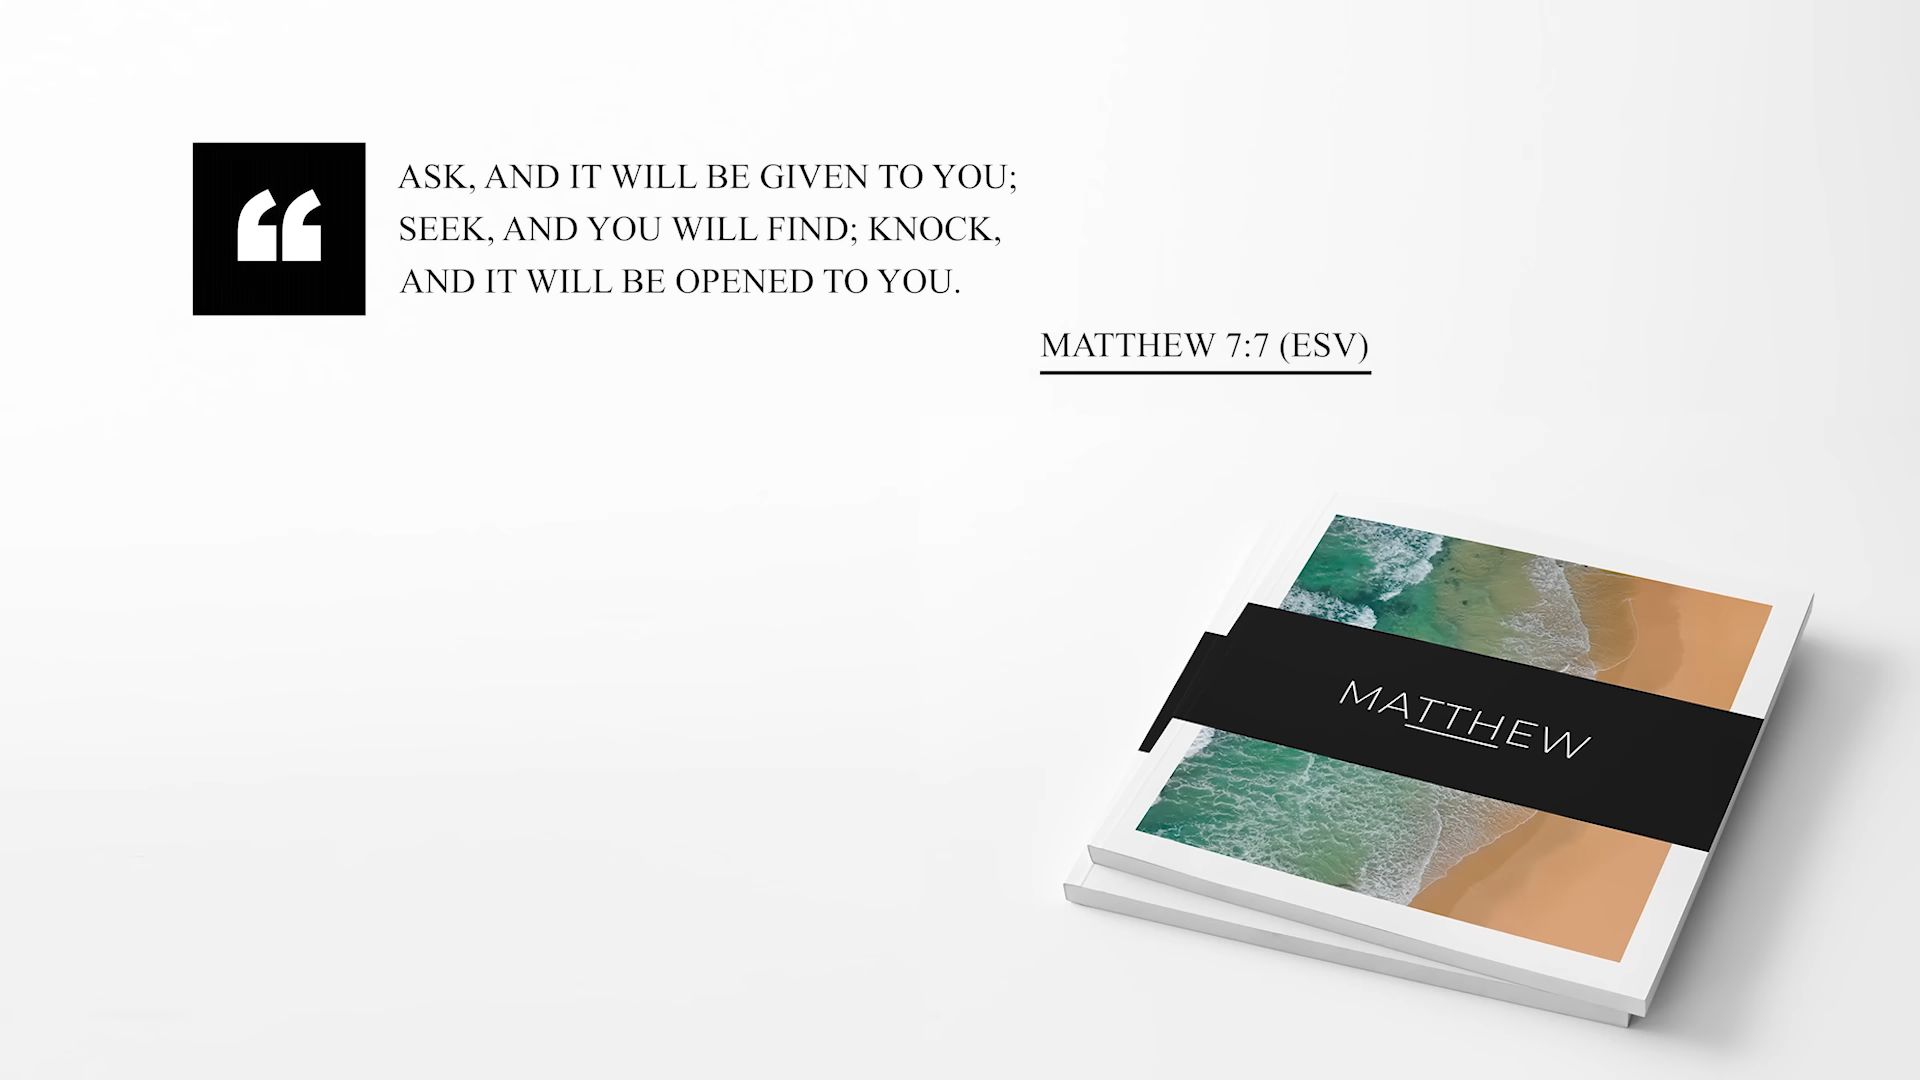 ASK, AND IT WILL BE GIVEN TO YOU;
SEEK, AND YOU WILL FIND; KNOCK,
AND IT WILL BE OPENED TO YOU.
MATTHEW 7:7 (ESV)
MATTHEW